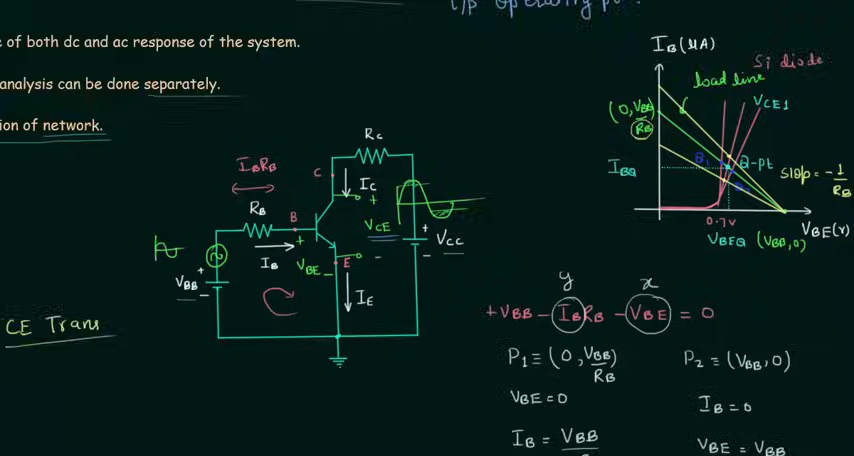 i/p operating po
e of both dc and ac response of the system.
analysis can be done separately.
ion of network.
IB(μA)
Si diode
load line
VCE1
(0, VBB
RB
Q-pt
IBQ
slop = -1
RB
0.7V
VBE(V)
VBEQ (VBB,0)
RC
IBRB
C
IC
RB
B
+
VCE
+
VCC
-
IB
+
VBE
-
E
-
+
VBB
-
IE
CE Trans
y
x
+VBB - IBRB - VBE = 0
P1 ≡ (0, VBB)
RB
P2 ≡ (VBB, 0)
VBE = 0
IB = 0
IB = VBB
VBE = VBB